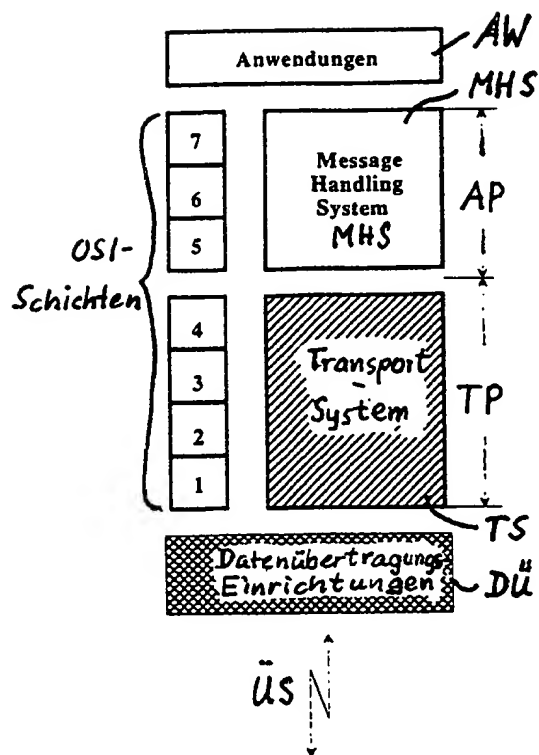 AW
Anwendungen
MHS
7
6
5
Message
Handling
System
MHS
AP
OSI-
Schichten
4
3
2
1
Transport
-
System
TP
TS
Datenübertragungs-
Einrichtungen
DÜ
ÜS